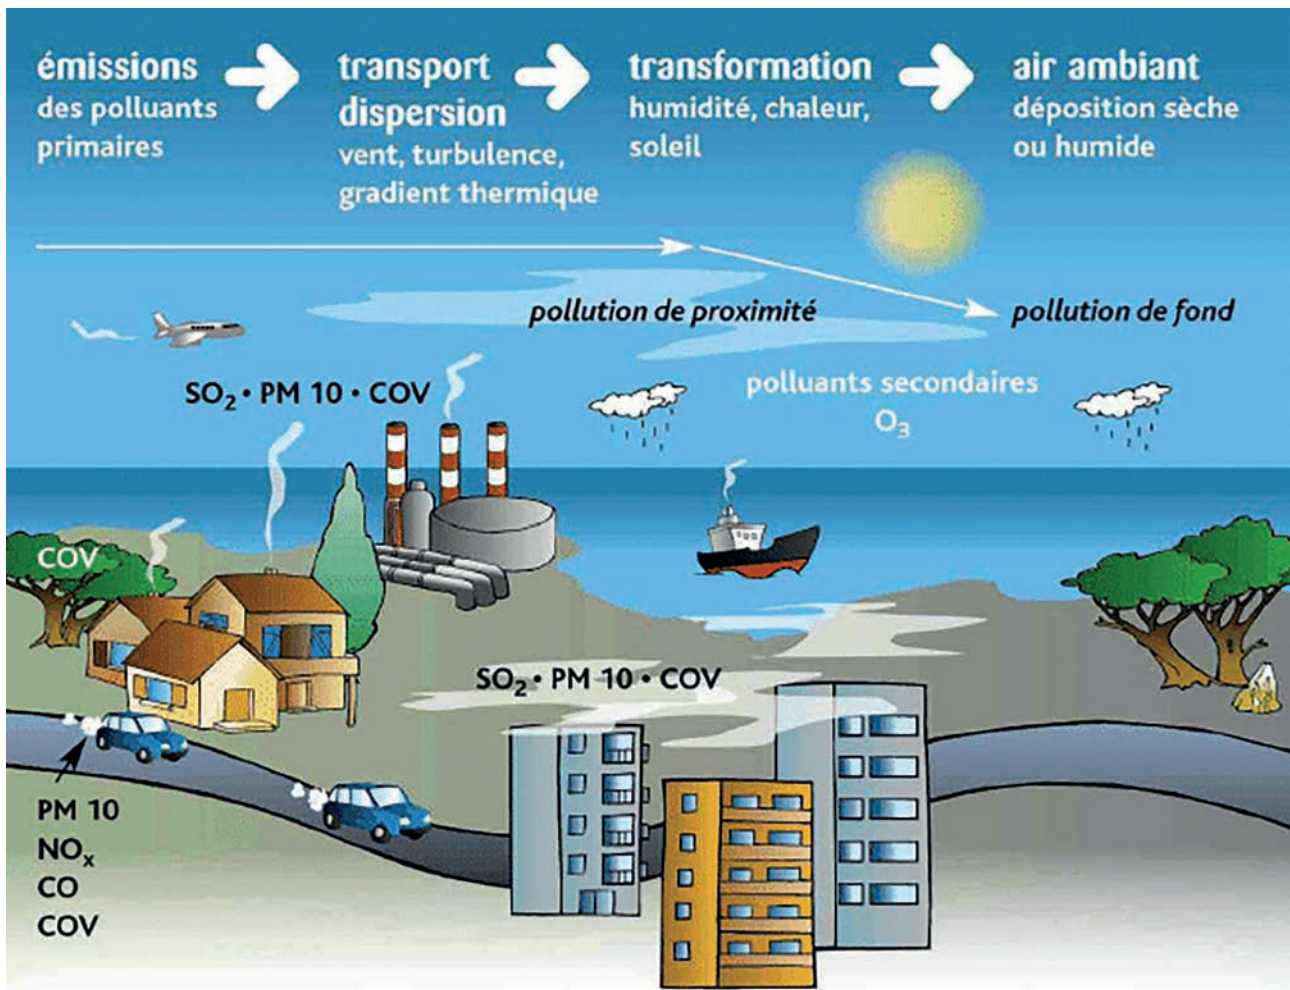 émissions
des polluants
primaires
transport
dispersion
vent, turbulence,
gradient thermique
transformation
humidité, chaleur,
soleil
air ambiant
déposition sèche
ou humide
pollution de proximité
pollution de fond
SO₂ • PM 10 • COV
polluants secondaires
O₃
COV
SO₂ • PM 10 • COV
PM 10
NOₓ
CO
COV